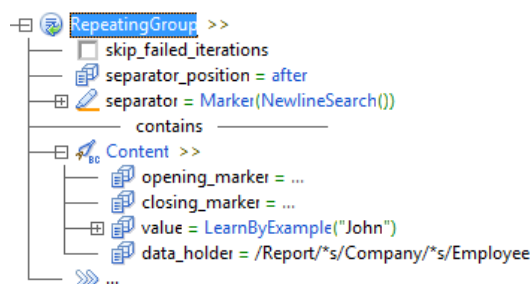 RepeatingGroup >>
skip_failed_iterations
separator_position = after
separator = Marker(NewlineSearch())
contains
Content >>
opening_marker = ...
closing_marker = ...
value = LearnByExample("John")
data_holder = /Report/*s/Company/*s/Employee
...